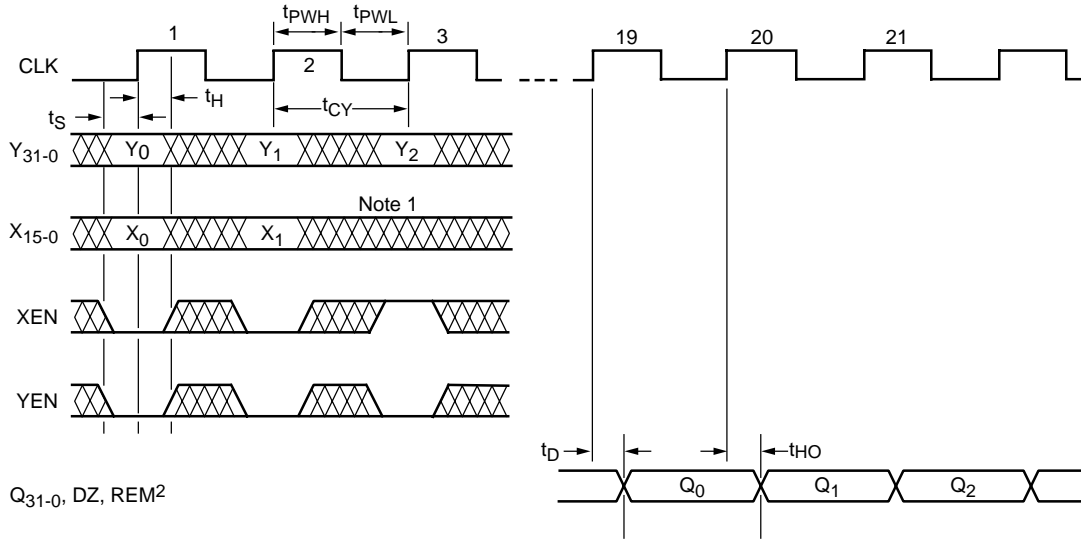 tPWH tPWL
1 3 19 20 21
CLK 2
tH tCY
tS
Y31-0 Y0 Y1 Y2
Note 1
X15-0 X0 X1
XEN
YEN
tD tHO
Q31-0, DZ, REM2 Q0 Q1 Q2